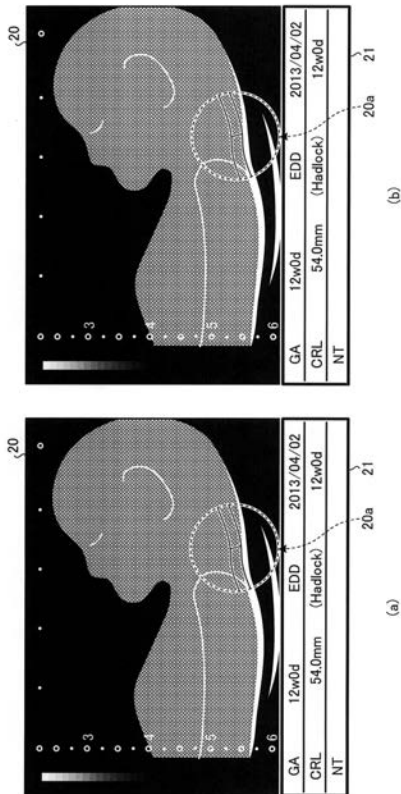 20
3
4
5
6
GA 12w0d EDD 2013/04/02
CRL 54.0mm (Hadlock) 12w0d
NT
21
20a
(a)
20
3
4
5
6
GA 12w0d EDD 2013/04/02
CRL 54.0mm (Hadlock) 12w0d
NT
21
20a
(b)